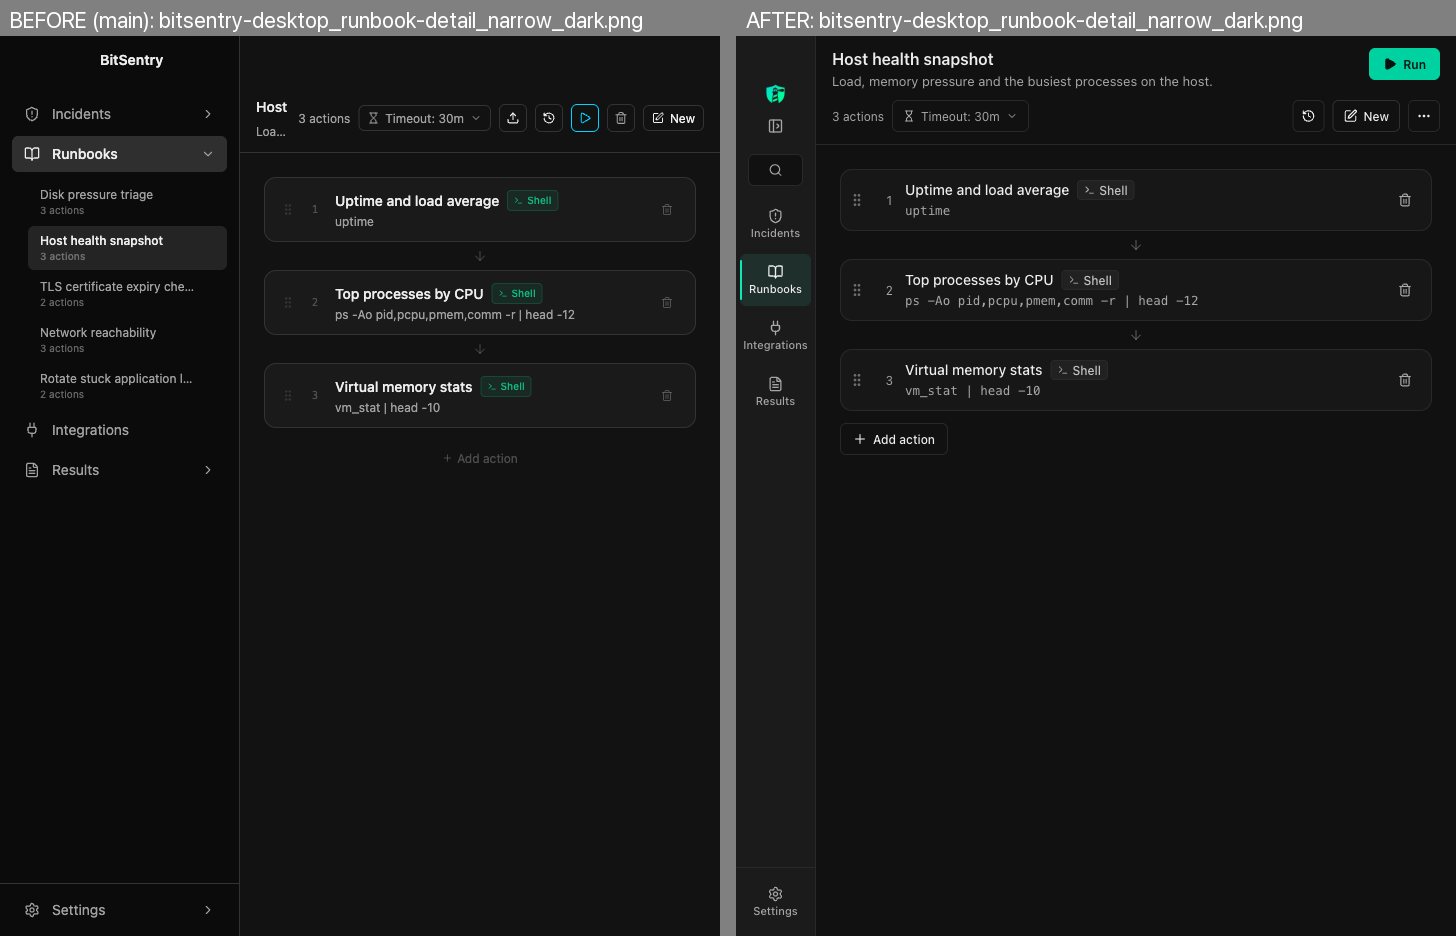 BEFORE (main): bitsentry-desktop_runbook-detail_narrow_dark.png
BitSentry
Incidents
Runbooks
Disk pressure triage
3 actions
Host health snapshot
3 actions
TLS certificate expiry che...
2 actions
Network reachability
3 actions
Rotate stuck application l...
2 actions
Integrations
Results
Settings
Host
Loa...
3 actions
Timeout: 30m
New
1
Uptime and load average
>_ Shell
uptime
2
Top processes by CPU
>_ Shell
ps -Ao pid,pcpu,pmem,comm -r | head -12
3
Virtual memory stats
>_ Shell
vm_stat | head -10
+ Add action
AFTER: bitsentry-desktop_runbook-detail_narrow_dark.png
Incidents
Runbooks
Integrations
Results
Settings
Host health snapshot
Load, memory pressure and the busiest processes on the host.
Run
3 actions
Timeout: 30m
New
1
Uptime and load average
>_ Shell
uptime
2
Top processes by CPU
>_ Shell
ps -Ao pid,pcpu,pmem,comm -r | head -12
3
Virtual memory stats
>_ Shell
vm_stat | head -10
+ Add action